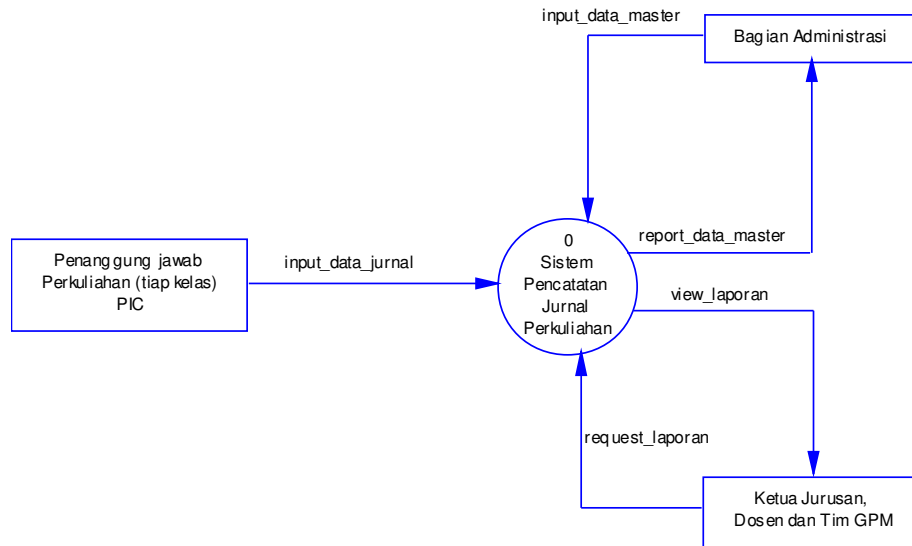 input_data_master
Bagian Administrasi
0
Sistem
Pencatatan
Jurnal
Perkuliahan
report_data_master
Penanggung jawab
Perkuliahan (tiap kelas)
PIC
input_data_jurnal
view_laporan
request_laporan
Ketua Jurusan,
Dosen dan Tim GPM